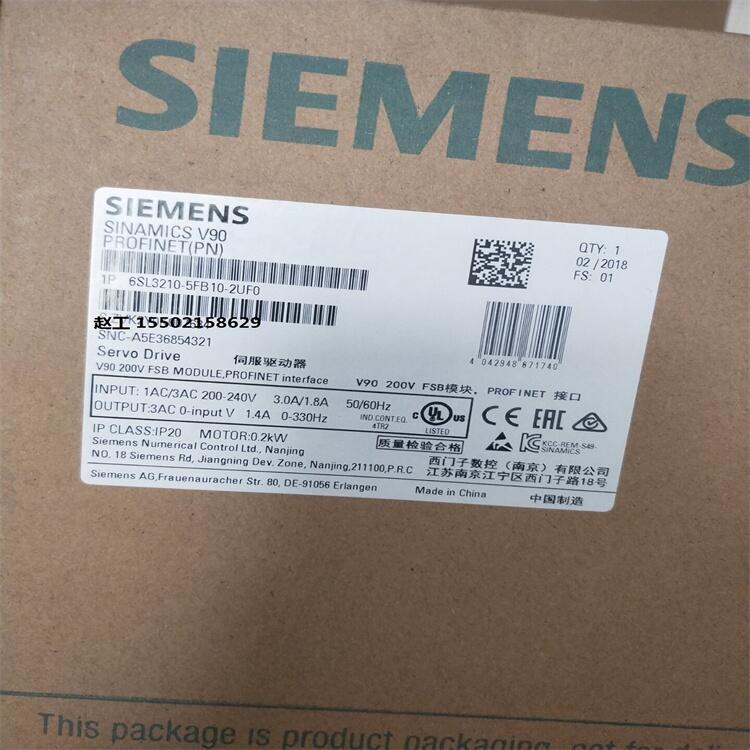 SIEMENS
SIEMENS
SINAMICS V90
PROFINET(PN)
QTY: 1
02/2018
FS: 01
1P 6SL3210-5FB10-2UF0
赵工 15502158629
SNC-A5E36854321
4 042948 671740
Servo Drive 伺服驱动器
V90 200V FSB MODULE,PROFINET interface V90 200V FSB模块, PROFINET 接口
INPUT: 1AC/3AC 200-240V 3.0A/1.8A 50/60Hz
OUTPUT:3AC 0-input V 1.4A 0-330Hz
IND.CONT.EQ.
4TR2
C UL US
LISTED
CE EAC
IP CLASS:IP20 MOTOR:0.2kW
质量检验合格
KCC-REM-S49-
SINAMICS
Siemens Numerical Control Ltd., Nanjing
NO. 18 Siemens Rd, Jiangning Dev. Zone, Nanjing,211100,P.R.C
西门子数控（南京）有限公司
江苏南京江宁区西门子路18号
Siemens AG,Frauenauracher Str. 80, DE-91056 Erlangen
Made in China 中国制造
This package is product packaging, not for